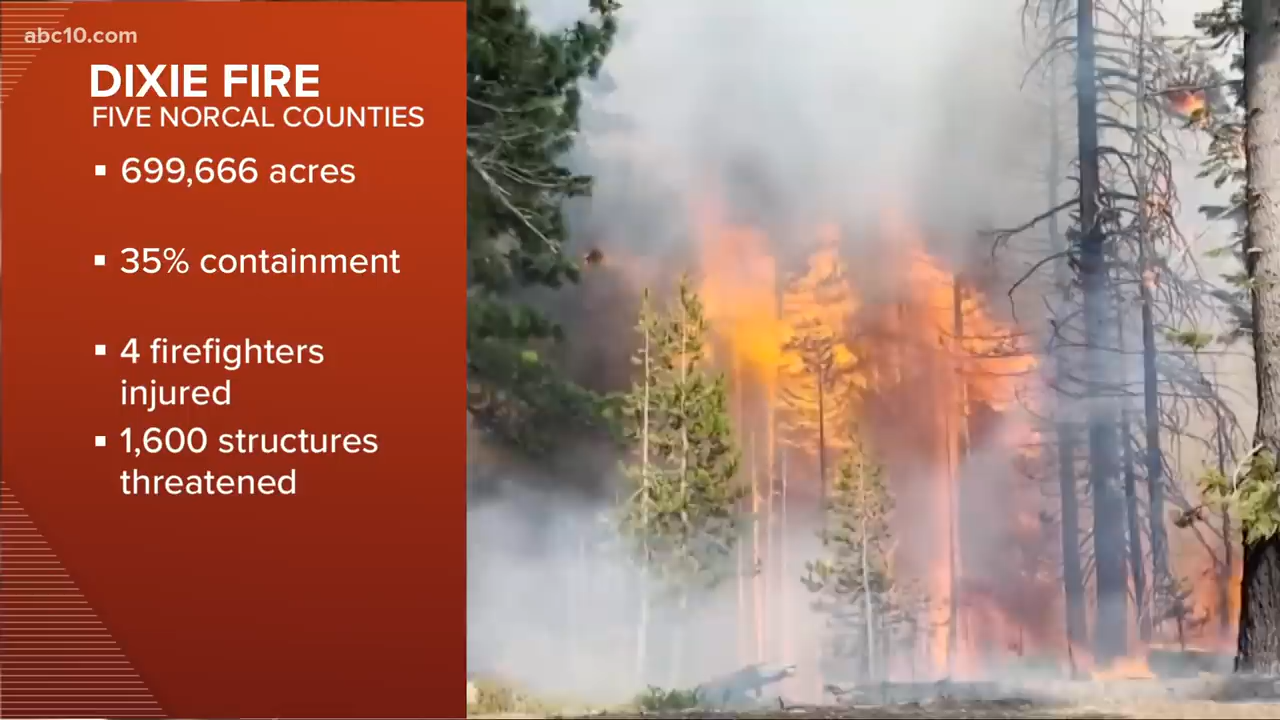 abc10.com
DIXIE FIRE
FIVE NORCAL COUNTIES
▪ 699,666 acres
▪ 35% containment
▪ 4 firefighters
injured
▪ 1,600 structures
threatened